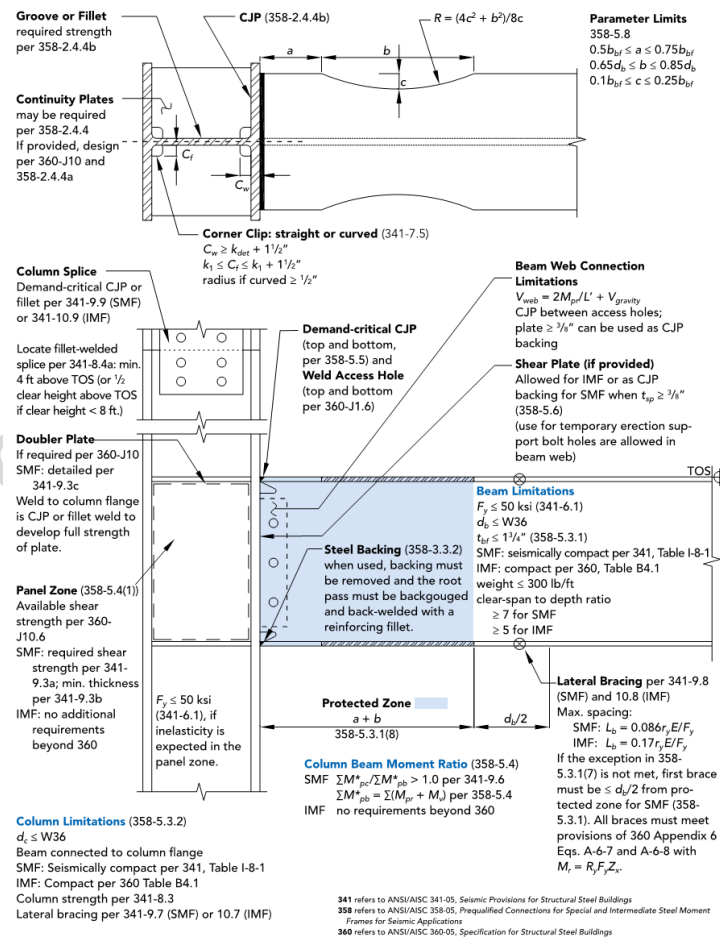 Groove or Fillet
required strength
per 358-2.4.4b
CJP (358-2.4.4b)
R = (4c² + b²)/8c
Parameter Limits
358-5.8
0.5b_bf ≤ a ≤ 0.75b_bf
0.65d_b ≤ b ≤ 0.85d_b
0.1b_bf ≤ c ≤ 0.25b_bf
a
b
c
Continuity Plates
may be required
per 358-2.4.4
If provided, design
per 360-J10 and
358-2.4.4a
C_f
C_w
Corner Clip: straight or curved (341-7.5)
C_w ≥ k_det + 1½″
k₁ ≤ C_f ≤ k₁ + 1½″
radius if curved ≥ ½″
Column Splice
Demand-critical CJP or
fillet per 341-9.9 (SMF)
or 341-10.9 (IMF)
Locate fillet-welded
splice per 341-8.4a: min.
4 ft above TOS (or ½
clear height above TOS
if clear height < 8 ft.)
Demand-critical CJP
(top and bottom,
per 358-5.5) and
Weld Access Hole
(top and bottom
per 360-J1.6)
Beam Web Connection
Limitations
V_web = 2M_pr/L′ + V_gravity
CJP between access holes;
plate ≥ ³/₈″ can be used as CJP
backing
Shear Plate (if provided)
Allowed for IMF or as CJP
backing for SMF when t_sp ≥ ³/₈″
(358-5.6)
(use for temporary erection sup-
port bolt holes are allowed in
beam web)
TOS
Doubler Plate
If required per 360-J10
SMF: detailed per
341-9.3c
Weld to column flange
is CJP or fillet weld to
develop full strength
of plate.
Beam Limitations
F_y ≤ 50 ksi (341-6.1)
d_b ≤ W36
t_bf ≤ 1¾″ (358-5.3.1)
SMF: seismically compact per 341, Table I-8-1
IMF: compact per 360, Table B4.1
weight ≤ 300 lb/ft
clear-span to depth ratio
≥ 7 for SMF
≥ 5 for IMF
Steel Backing (358-3.3.2)
when used, backing must
be removed and the root
pass must be backgouged
and back-welded with a
reinforcing fillet.
Panel Zone (358-5.4(1))
Available shear
strength per 360-
J10.6
SMF: required shear
strength per 341-
9.3a; min. thickness
per 341-9.3b
IMF: no additional
requirements
beyond 360
F_y ≤ 50 ksi
(341-6.1), if
inelasticity is
expected in the
panel zone.
Protected Zone
a + b
358-5.3.1(8)
d_b/2
Lateral Bracing per 341-9.8
(SMF) and 10.8 (IMF)
Max. spacing:
SMF: L_b = 0.086r_yE/F_y
IMF: L_b = 0.17r_yE/F_y
If the exception in 358-
5.3.1(7) is not met, first brace
must be ≤ d_b/2 from pro-
tected zone for SMF (358-
5.3.1). All braces must meet
provisions of 360 Appendix 6
Eqs. A-6-7 and A-6-8 with
M_r = R_yF_yZ_x.
Column Beam Moment Ratio (358-5.4)
SMF ∑M*_pc/∑M*_pb > 1.0 per 341-9.6
∑M*_pb = ∑(M_pr + M_v) per 358-5.4
IMF no requirements beyond 360
Column Limitations (358-5.3.2)
d_c ≤ W36
Beam connected to column flange
SMF: Seismically compact per 341, Table I-8-1
IMF: Compact per 360 Table B4.1
Column strength per 341-8.3
Lateral bracing per 341-9.7 (SMF) or 10.7 (IMF)
341 refers to ANSI/AISC 341-05, Seismic Provisions for Structural Steel Buildings
358 refers to ANSI/AISC 358-05, Prequalified Connections for Special and Intermediate Steel Moment
Frames for Seismic Applications
360 refers to ANSI/AISC 360-05, Specification for Structural Steel Buildings